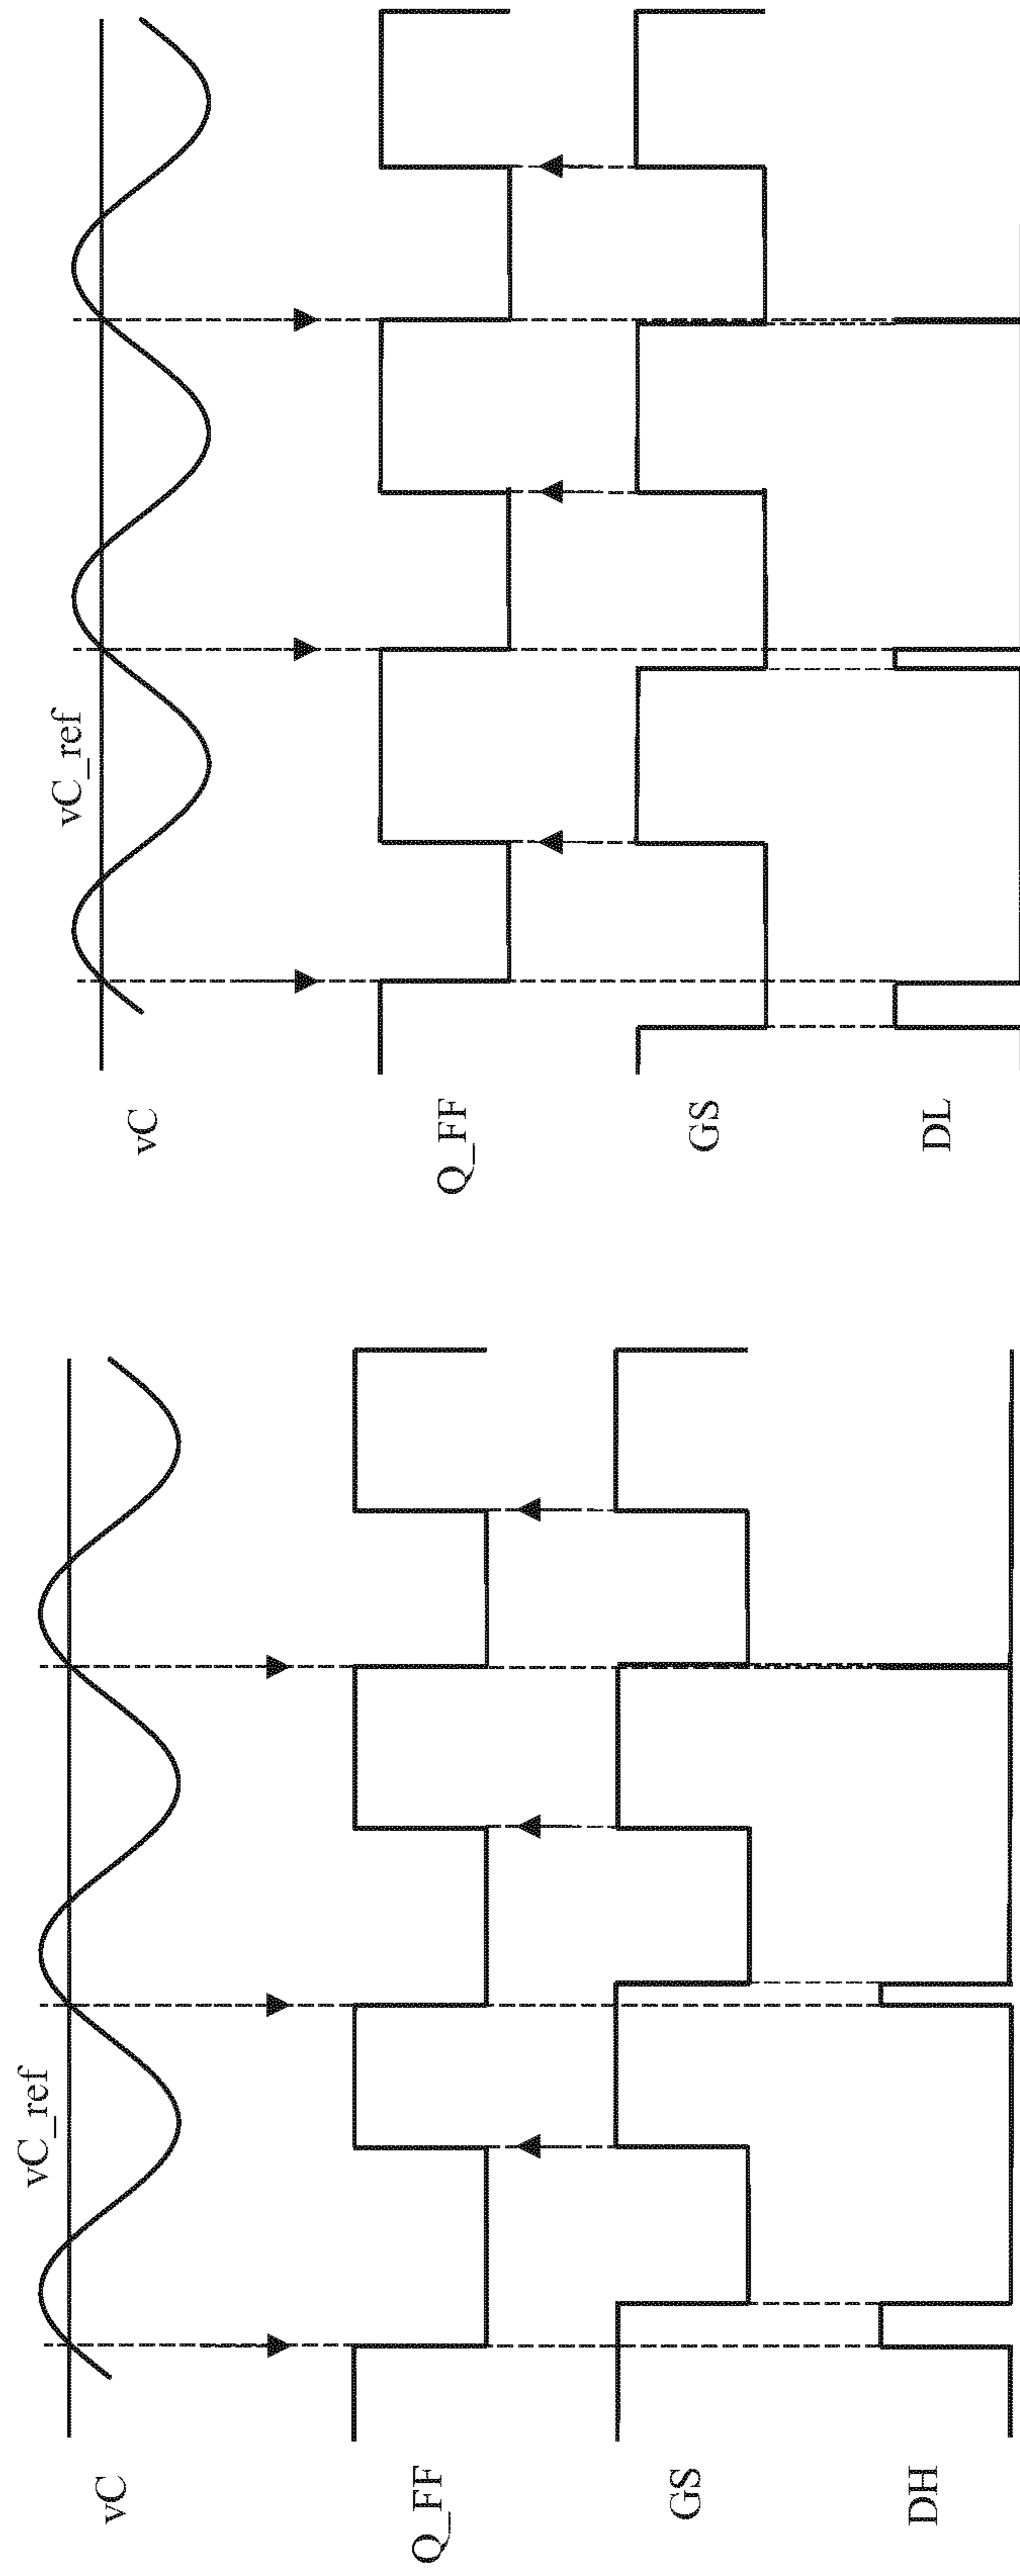 vC_ref
vC
Q_FF
GS
DH
vC_ref
vC
Q_FF
GS
DL